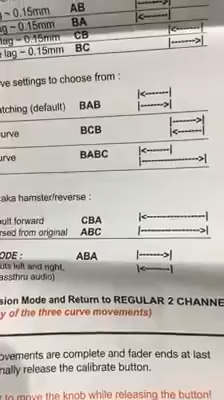 ~ 0.15mm AB |<------
ag ~ 0.15mm BA ------>|
lag ~ 0.15mm CB |<------
lag ~ 0.15mm BC ------>|
ve settings to choose from :
tching (default) BAB |<------
|------>|
urve BCB ------>|
|<------
urve BABC |<------
|------------->|
aka hamster/reverse :
ult forward CBA |<-------------
rsed from original ABC ------------->|
ODE : ABA |------>|
uts left and right, |<------|
assthru audio)
sion Mode and Return to REGULAR 2 CHANNE
y of the three curve movements)
ovements are complete and fader ends at last
nally release the calibrate button.
to move the knob while releasing the button!